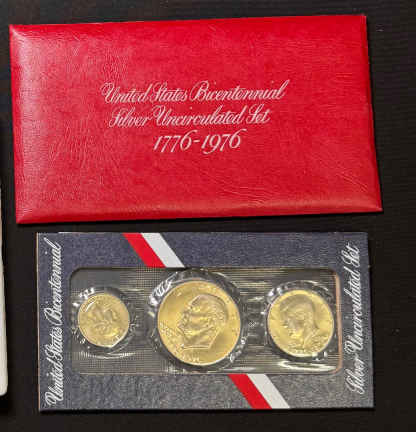 United States Bicentennial
Silver Uncirculated Set
1776-1976
United States Bicentennial
Silver Uncirculated Set